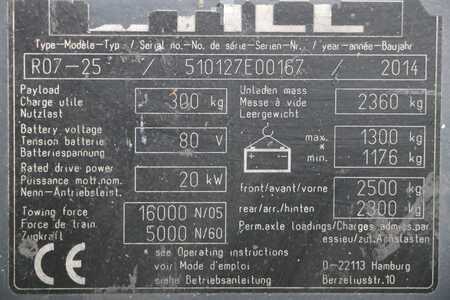 Type-Modèle-Typ / Serial no.-No. de série-Serien-Nr. / year-année-Baujahr
R07-25 / 510127E00167 / 2014
Payload
Charge utile
Nutzlast
300 kg
Unladen mass
Messe à vide
Leergewicht
2360 kg
Battery voltage
Tension batterie
Batteriespannung
80 V
max. 1300 kg
*
min. 1176 kg
Rated drive power
Puissance mott.nom.
Nenn-Antriebsleist.
20 kW
front/avant/vorne 2500 kg
rear/arr./hinten 2300 kg
Towing force
Force de train.
Zugkraft
16000 N/05
5000 N/60
Perm.axle loadings/Charges adm.ics.par
essieu/zul.Achslasten
* see Operating instructions
voir Mode d'emploi
siehe Betriebsanleitung
CE
D-22113 Hamburg
Berzeliusstr.10